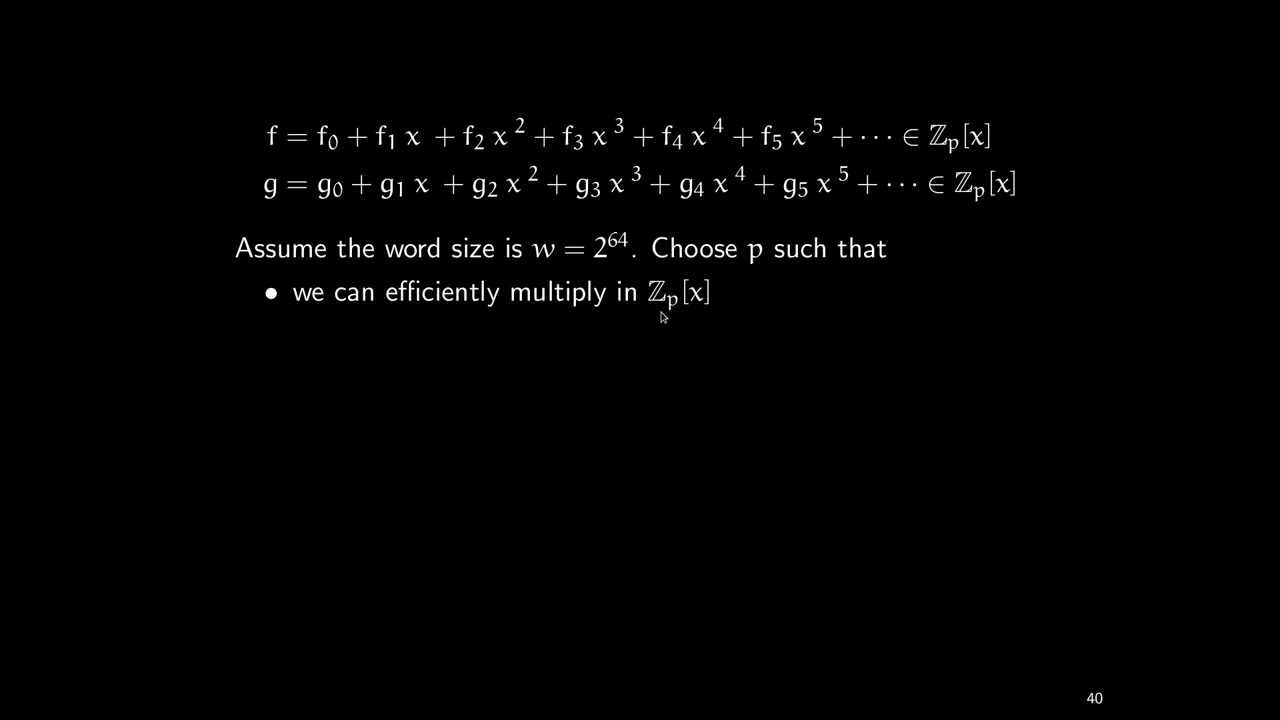 f = f₀ + f₁ x + f₂ x² + f₃ x³ + f₄ x⁴ + f₅ x⁵ + ⋯ ∈ ℤₚ[x]
g = g₀ + g₁ x + g₂ x² + g₃ x³ + g₄ x⁴ + g₅ x⁵ + ⋯ ∈ ℤₚ[x]
Assume the word size is w = 2⁶⁴. Choose p such that
• we can efficiently multiply in ℤₚ[x]
40